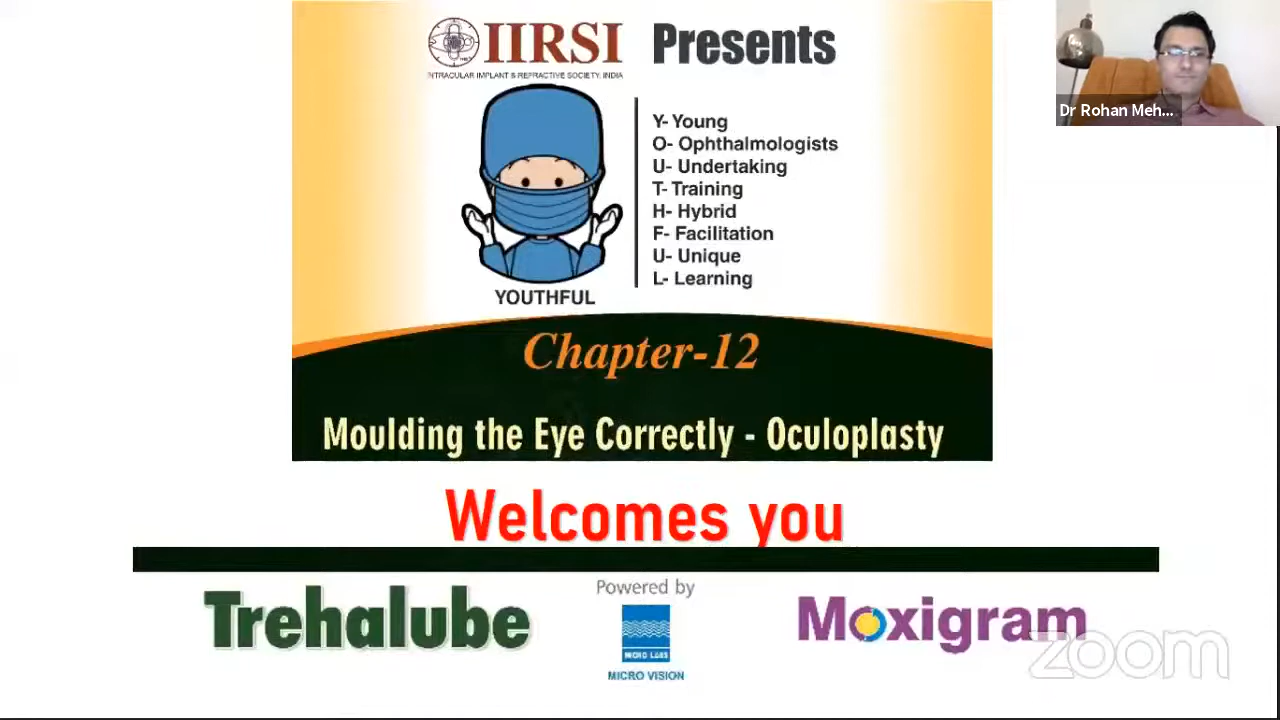 IIRSI Presents
INTRACULAR IMPLANT & REFRACTIVE SOCIETY, INDIA
Y- Young
O- Ophthalmologists
U- Undertaking
T- Training
H- Hybrid
F- Facilitation
U- Unique
L- Learning
YOUTHFUL
Chapter-12
Moulding the Eye Correctly - Oculoplasty
Welcomes you
Trehalube
Powered by
MICRO LABS
MICRO VISION
Moxigram
zoom
Dr Rohan Meh...